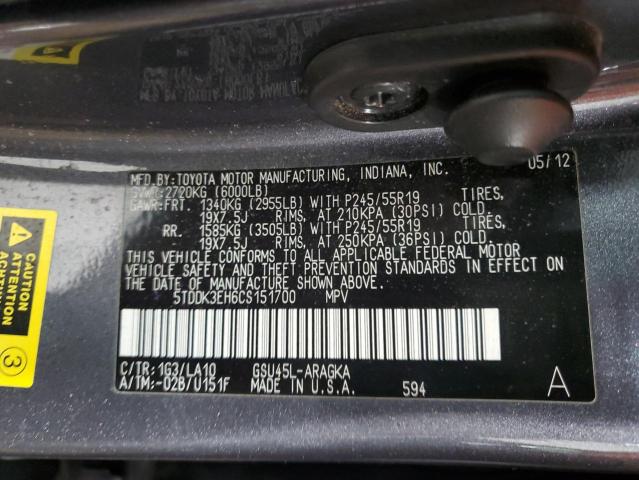 MFD.BY:TOYOTA MOTOR MANUFACTURING, INDIANA, INC. 05/12
GVWR 2720KG (6000LB)
GAWR:FRT. 1340KG (2955LB) WITH P245/55R19 TIRES,
19X7.5J RIMS, AT 210KPA (30PSI) COLD.
RR. 1585KG (3505LB) WITH P245/55R19 TIRES,
19X7.5J RIMS, AT 250KPA (36PSI) COLD.
THIS VEHICLE CONFORMS TO ALL APPLICABLE FEDERAL MOTOR
VEHICLE SAFETY AND THEFT PREVENTION STANDARDS IN EFFECT ON
THE DATE OF MANUFACTURE SHOWN ABOVE.
5TDDK3EH6CS151700 MPV
C/TR:1G3/LA10 GSU45L-ARAGKA
A/TM:-02B/U151F MADE IN U.S.A. 594 A
CAUTION
ATTENTION
ACHTUNG
3